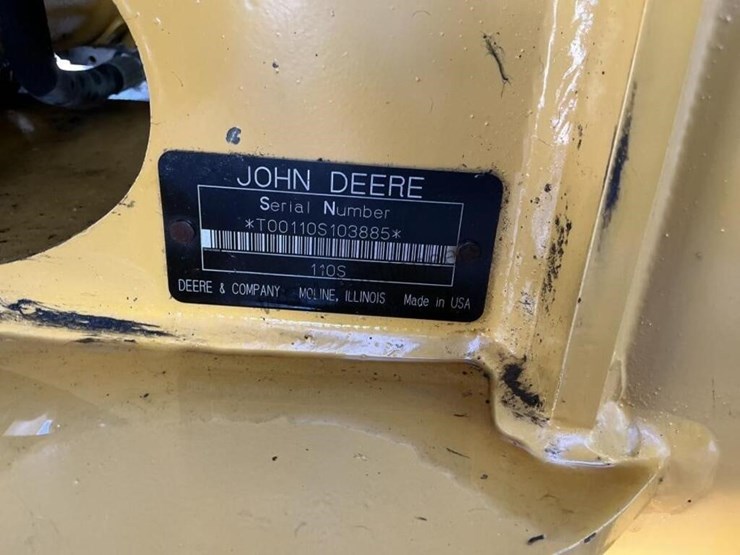 JOHN DEERE
Serial Number
*T00110S103885*
110S
DEERE & COMPANY MOLINE, ILLINOIS Made in USA